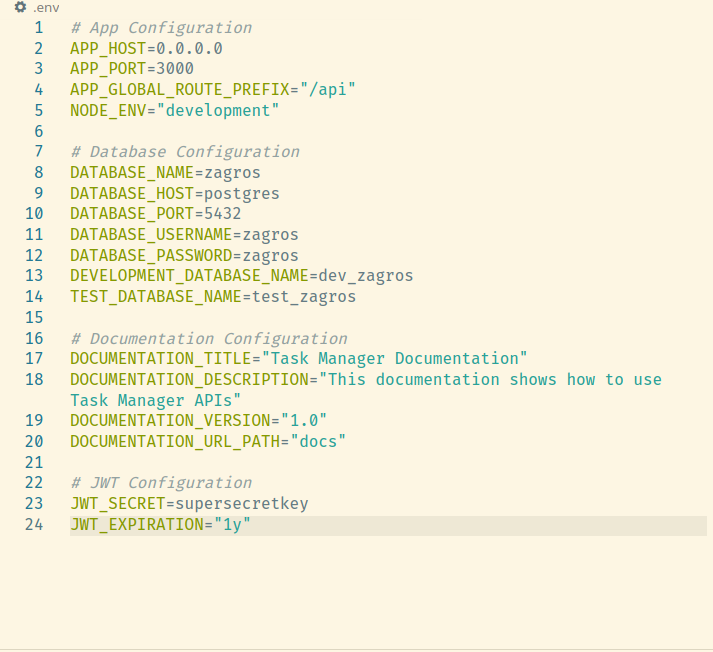 .env
1 # App Configuration
2 APP_HOST=0.0.0.0
3 APP_PORT=3000
4 APP_GLOBAL_ROUTE_PREFIX="/api"
5 NODE_ENV="development"
6
7 # Database Configuration
8 DATABASE_NAME=zagros
9 DATABASE_HOST=postgres
10 DATABASE_PORT=5432
11 DATABASE_USERNAME=zagros
12 DATABASE_PASSWORD=zagros
13 DEVELOPMENT_DATABASE_NAME=dev_zagros
14 TEST_DATABASE_NAME=test_zagros
15
16 # Documentation Configuration
17 DOCUMENTATION_TITLE="Task Manager Documentation"
18 DOCUMENTATION_DESCRIPTION="This documentation shows how to use
Task Manager APIs"
19 DOCUMENTATION_VERSION="1.0"
20 DOCUMENTATION_URL_PATH="docs"
21
22 # JWT Configuration
23 JWT_SECRET=supersecretkey
24 JWT_EXPIRATION="1y"